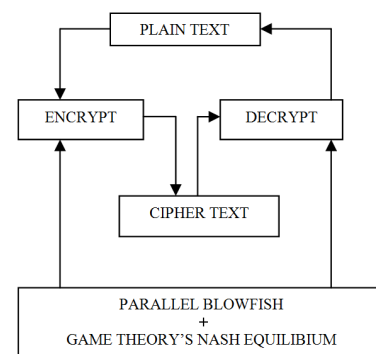 PLAIN TEXT
ENCRYPT
DECRYPT
CIPHER TEXT
PARALLEL BLOWFISH
+
GAME THEORY'S NASH EQUILIBIUM